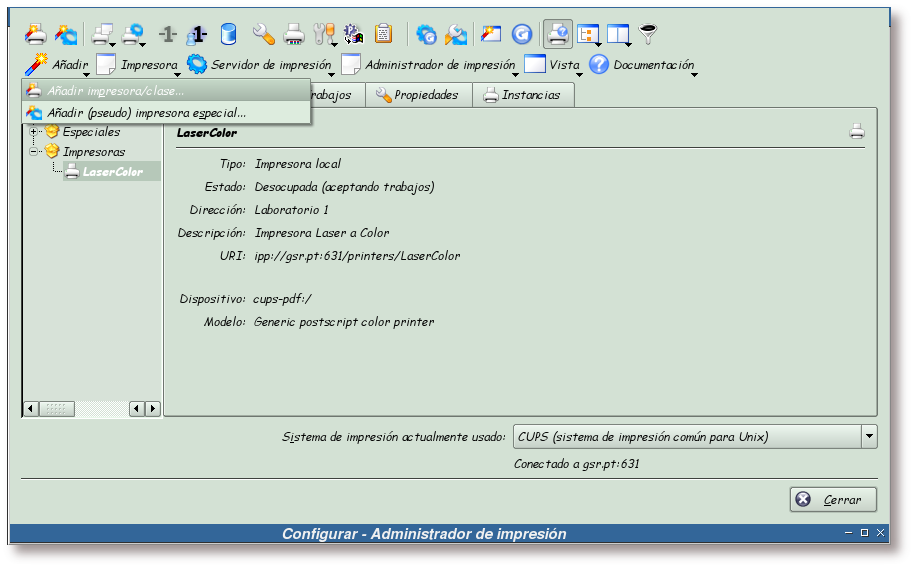 Añadir Impresora Servidor de impresión Administrador de impresión Vista Documentación
Añadir impresora/clase...
Añadir (pseudo) impresora especial...
rabajos Propiedades Instancias
Especiales
Impresoras
LaserColor
LaserColor
Tipo: Impresora local
Estado: Desocupada (aceptando trabajos)
Dirección: Laboratorio 1
Descripción: Impresora Laser a Color
URI: ipp://gsr.pt:631/printers/LaserColor
Dispositivo: cups-pdf:/
Modelo: Generic postscript color printer
Sistema de impresión actualmente usado: CUPS (sistema de impresión común para Unix)
Conectado a gsr.pt:631
Cerrar
Configurar - Administrador de impresión